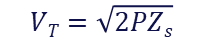 V_T = √2PZ_s